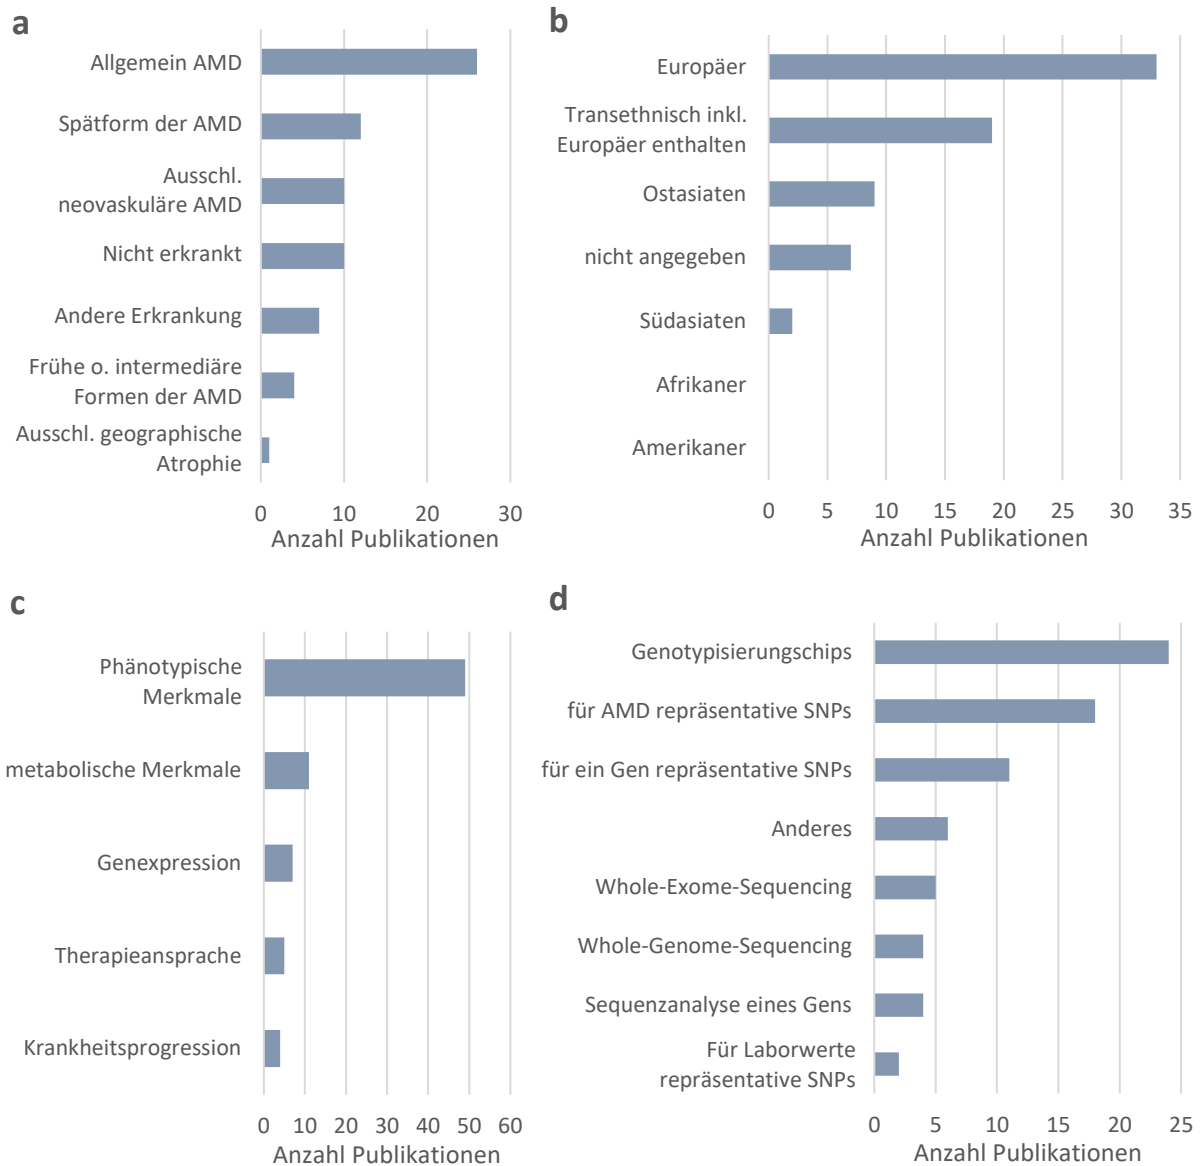 a
Allgemein AMD
Spätform der AMD
Ausschl.
neovaskuläre AMD
Nicht erkrankt
Andere Erkrankung
Frühe o. intermediäre
Formen der AMD
Ausschl. geographische
Atrophie
0 10 20 30
Anzahl Publikationen
b
Europäer
Transethnisch inkl.
Europäer enthalten
Ostasiaten
nicht angegeben
Südasiaten
Afrikaner
Amerikaner
0 5 10 15 20 25 30 35
Anzahl Publikationen
c
Phänotypische
Merkmale
metabolische Merkmale
Genexpression
Therapieansprache
Krankheitsprogression
0 10 20 30 40 50 60
Anzahl Publikationen
d
Genotypisierungschips
für AMD repräsentative SNPs
für ein Gen repräsentative SNPs
Anderes
Whole-Exome-Sequencing
Whole-Genome-Sequencing
Sequenzanalyse eines Gens
Für Laborwerte
repräsentative SNPs
0 5 10 15 20 25
Anzahl Publikationen